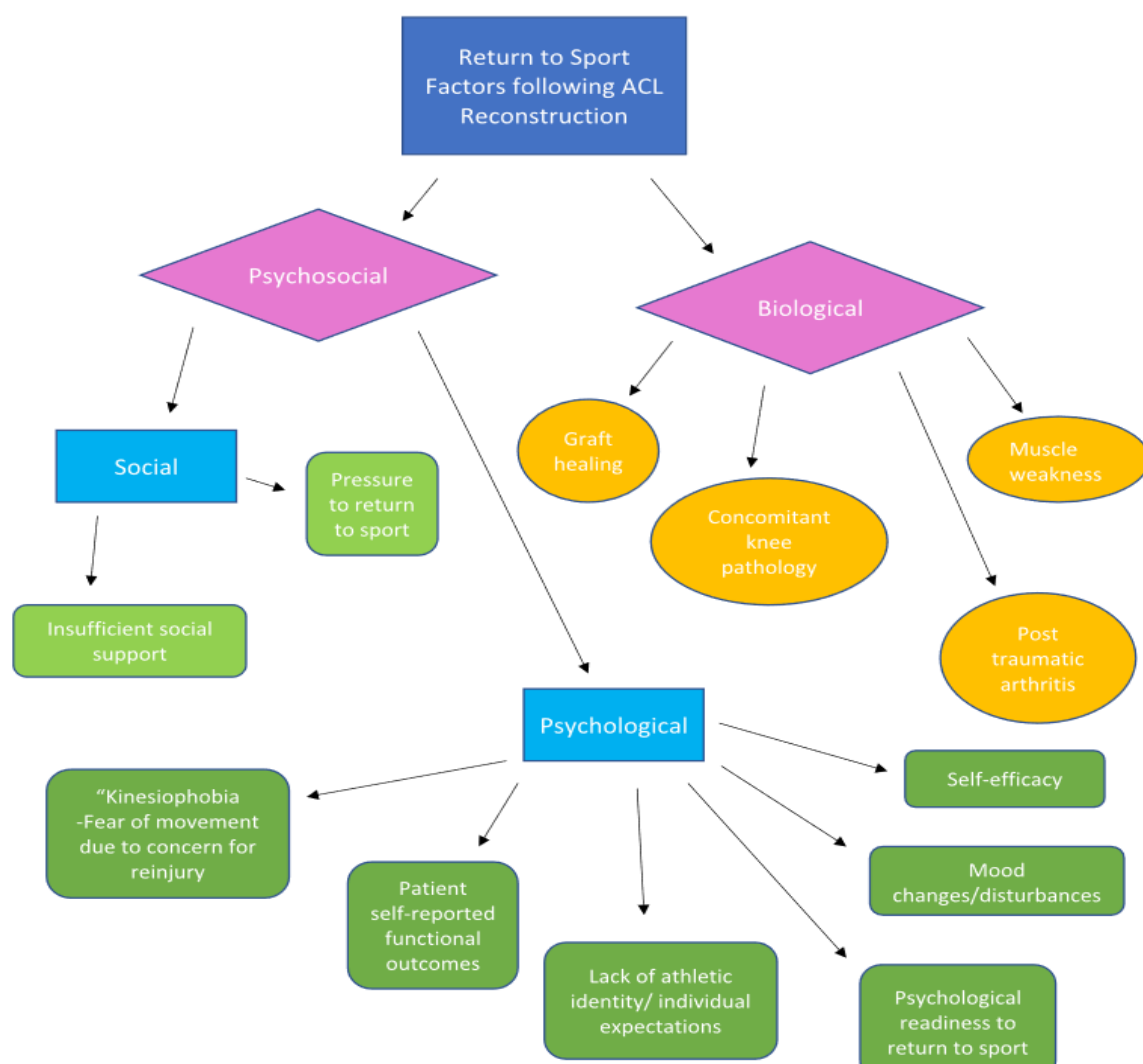 Return to Sport
Factors following ACL
Reconstruction
Psychosocial
Biological
Graft
healing
Muscle
weakness
Social
Pressure
to return
to sport
Concomitant
knee
pathology
Insufficient social
support
Post
traumatic
arthritis
Psychological
Self-efficacy
“Kinesiophobia
-Fear of movement
due to concern for
reinjury
Mood
changes/disturbances
Patient
self-reported
functional
outcomes
Lack of athletic
identity/ individual
expectations
Psychological
readiness to
return to sport